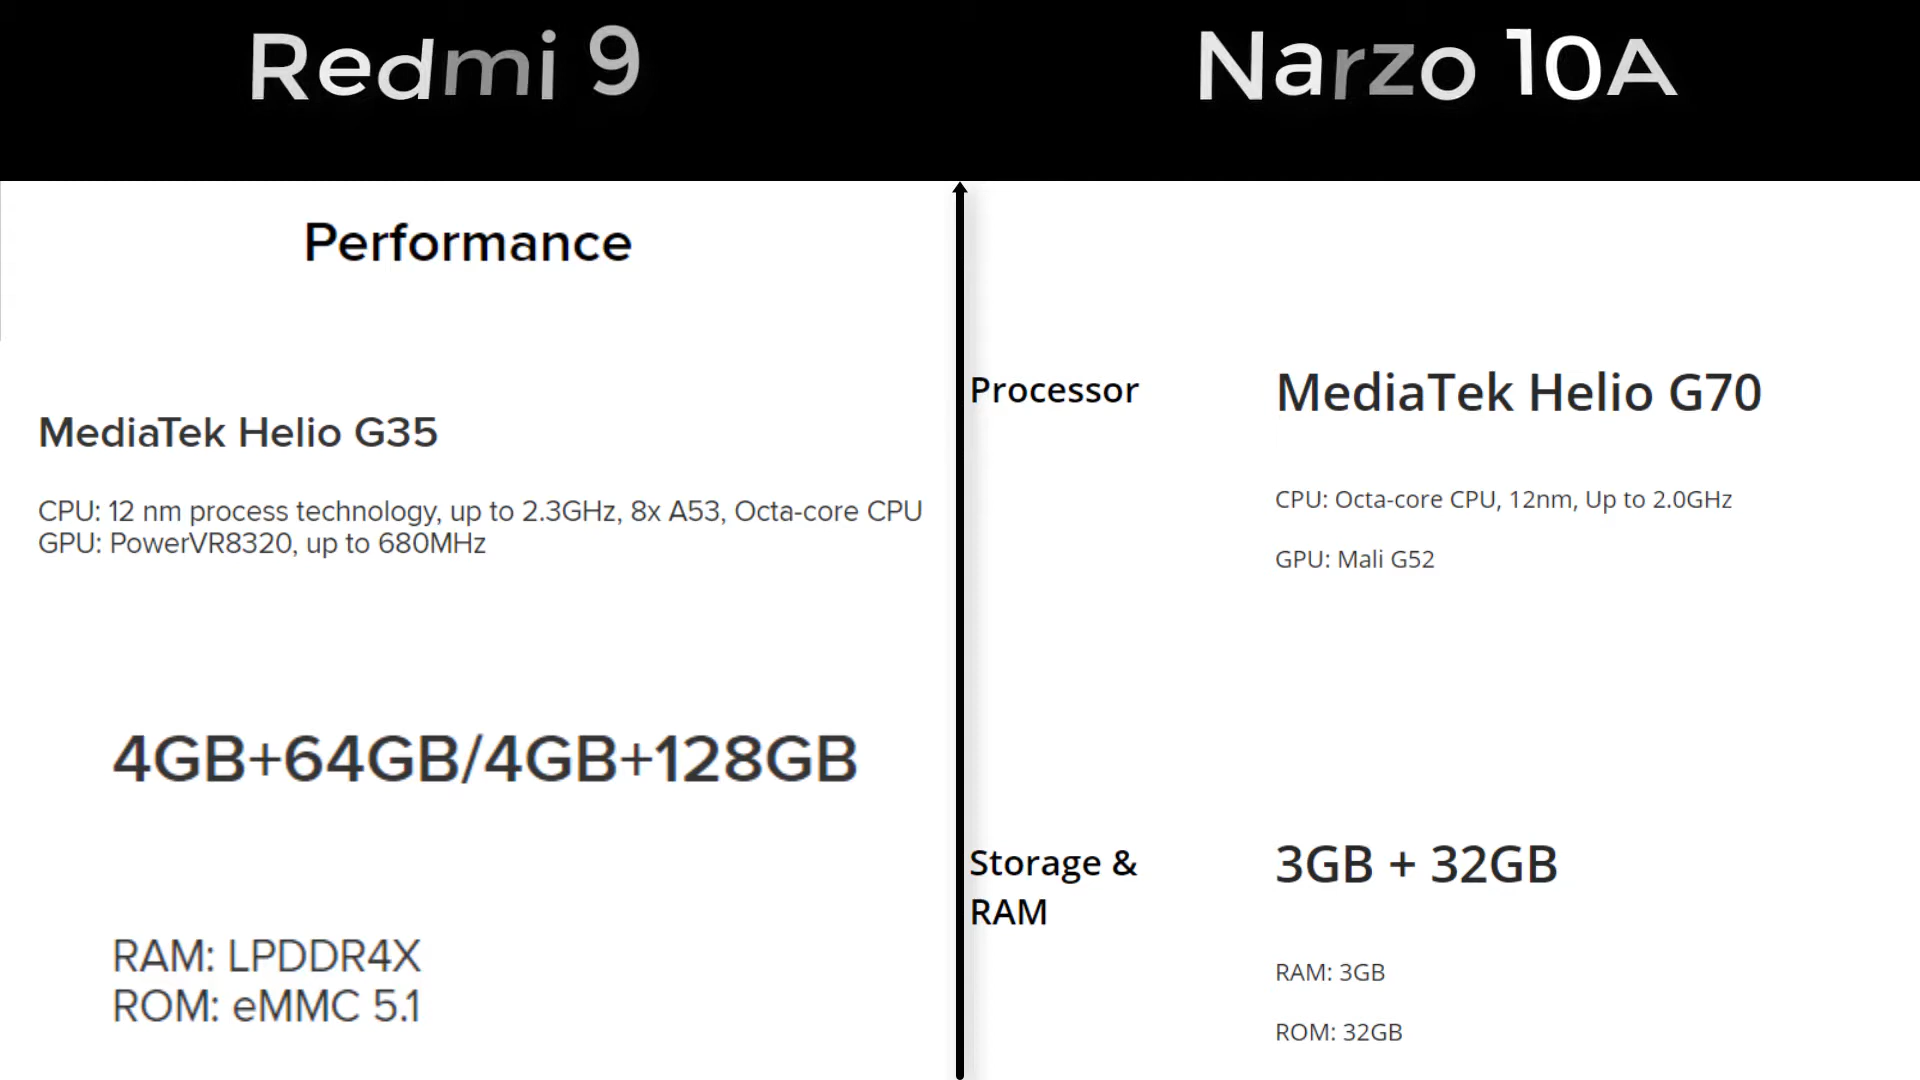 Redmi 9
Narzo 10A
Performance
MediaTek Helio G35
CPU: 12 nm process technology, up to 2.3GHz, 8x A53, Octa-core CPU
GPU: PowerVR8320, up to 680MHz
4GB+64GB/4GB+128GB
RAM: LPDDR4X
ROM: eMMC 5.1
Processor
MediaTek Helio G70
CPU: Octa-core CPU, 12nm, Up to 2.0GHz
GPU: Mali G52
Storage &
RAM
3GB + 32GB
RAM: 3GB
ROM: 32GB